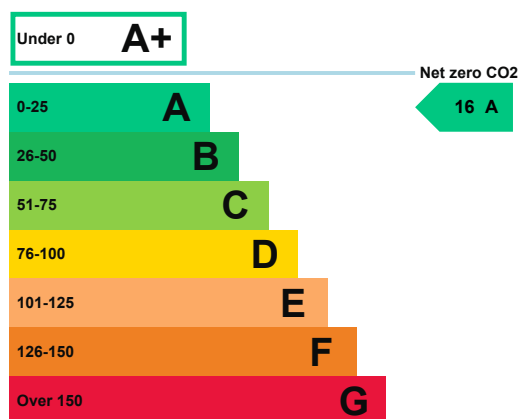 Under 0 A+
Net zero CO2
0-25 A 16 A
26-50 B
51-75 C
76-100 D
101-125 E
126-150 F
Over 150 G